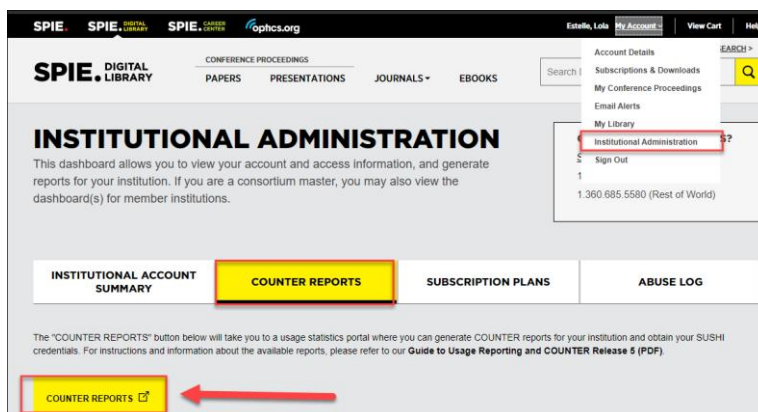 SPIE. SPIE. DIGITAL LIBRARY SPIE. CAREER CENTER optics.org Estelle, Lola My Account View Cart Help
SPIE. DIGITAL LIBRARY
CONFERENCE PROCEEDINGS
PAPERS PRESENTATIONS JOURNALS EBOOKS
Account Details
Subscriptions & Downloads
My Conference Proceedings
Email Alerts
My Library
Institutional Administration
Sign Out
INSTITUTIONAL ADMINISTRATION
This dashboard allows you to view your account and access information, and generate
reports for your institution. If you are a consortium master, you may also view the
dashboard(s) for member institutions.
1.360.685.5580 (Rest of World)
INSTITUTIONAL ACCOUNT
SUMMARY
COUNTER REPORTS
SUBSCRIPTION PLANS
ABUSE LOG
The "COUNTER REPORTS" button below will take you to a usage statistics portal where you can generate COUNTER reports for your institution and obtain your SUSHI
credentials. For instructions and information about the available reports, please refer to our Guide to Usage Reporting and COUNTER Release 5 (PDF).
COUNTER REPORTS